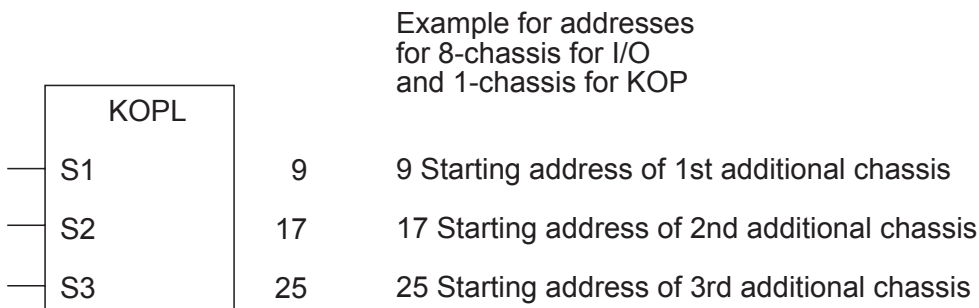 Example for addresses
for 8-chassis for I/O
and 1-chassis for KOP
KOPL
S1 9 9 Starting address of 1st additional chassis
S2 17 17 Starting address of 2nd additional chassis
S3 25 25 Starting address of 3rd additional chassis